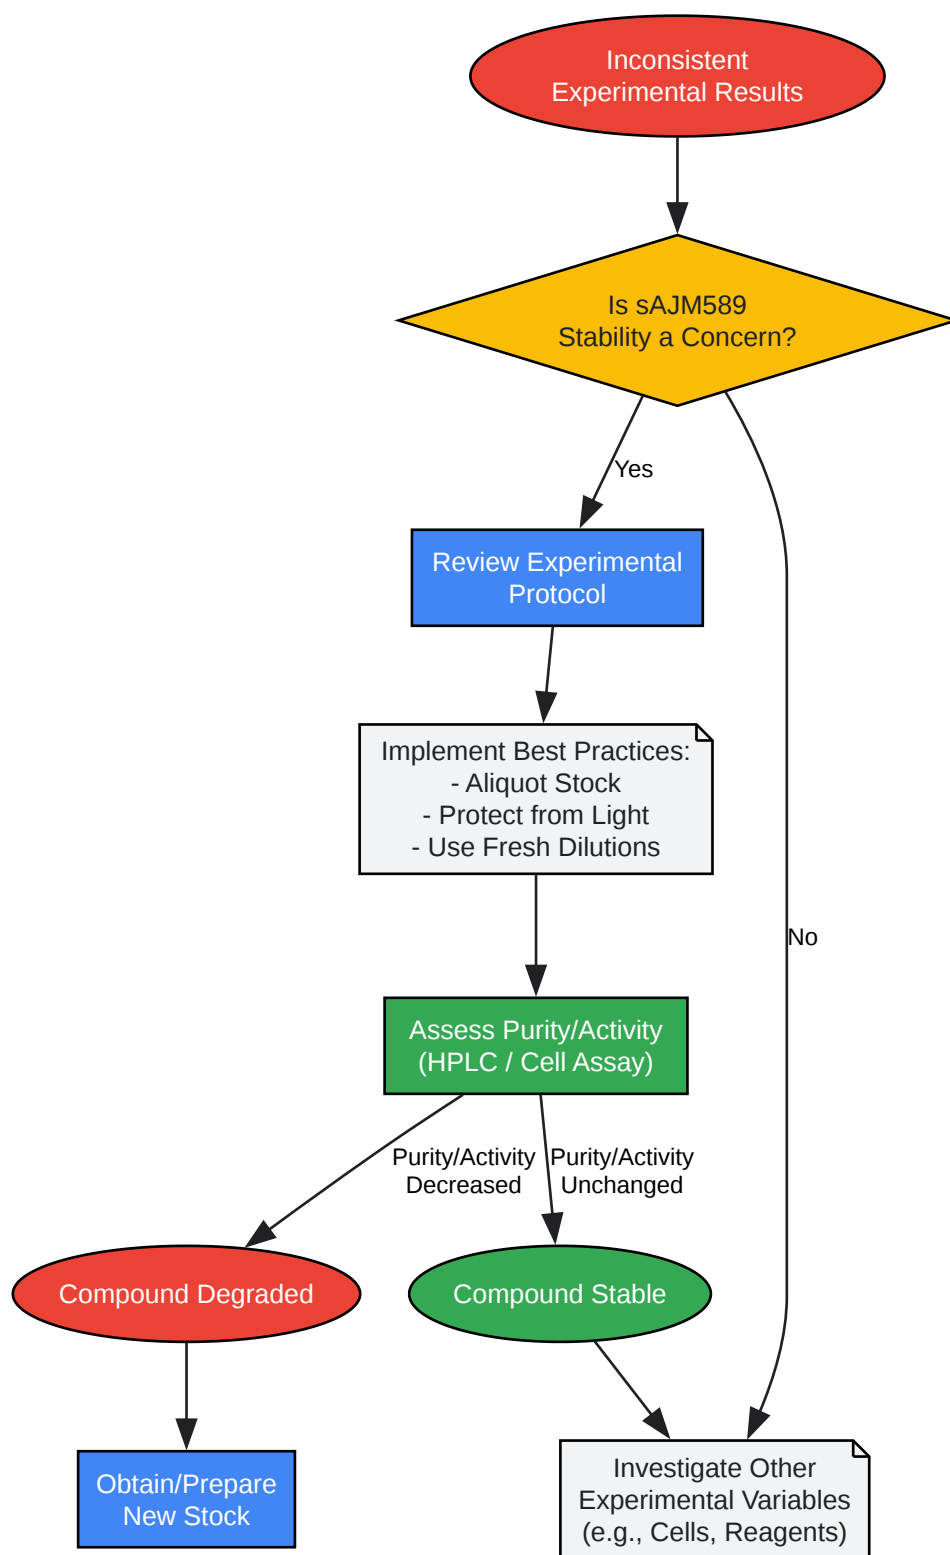 Inconsistent
Experimental Results
Is sAJM589
Stability a Concern?
Yes
Review Experimental
Protocol
Implement Best Practices:
- Aliquot Stock
- Protect from Light
- Use Fresh Dilutions
No
Assess Purity/Activity
(HPLC / Cell Assay)
Purity/Activity
Decreased
Purity/Activity
Unchanged
Compound Degraded
Compound Stable
Obtain/Prepare
New Stock
Investigate Other
Experimental Variables
(e.g., Cells, Reagents)